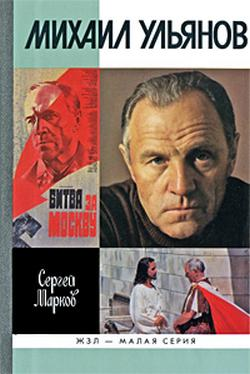 МИХАИЛ УЛЬЯНОВ
БИТВА
ЗА
МОСКВУ
Сергей
Марков
ЖЗЛ — МАЛАЯ СЕРИЯ